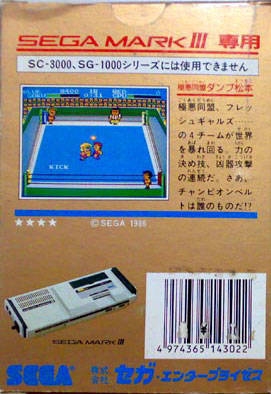 SEGA MARK III 専用
SC-3000、SG-1000シリーズには使用できません
極悪同盟ダンプ松本
極悪同盟、フレッ
シュギャルズ——
の4チームが世界
を暴れ回る。力の
決め技、凶器攻撃
の連続だ。さあ、
チャンピオンベル
トは誰のものだ!?
KICK
★★★★
©SEGA 1986
SEGA MARK III
4 974365 143022
SEGA 株式会社 セガ・エンタープライゼス